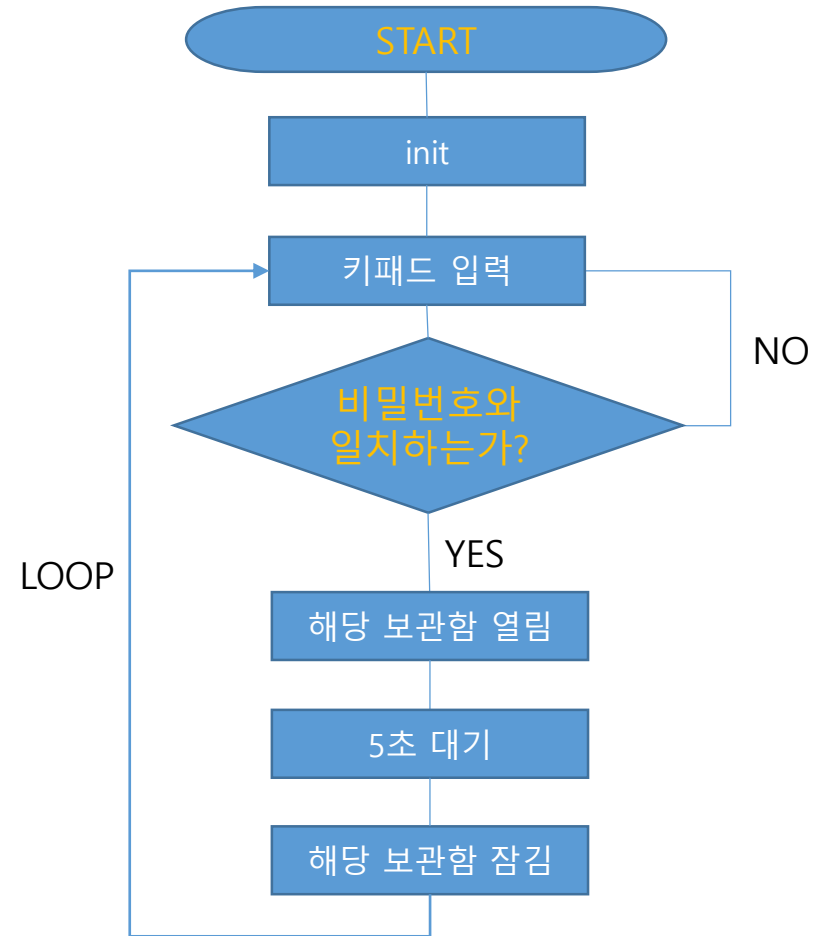 START
init
키패드 입력
NO
비밀번호와
일치하는가?
YES
LOOP
해당 보관함 열림
5초 대기
해당 보관함 잠김